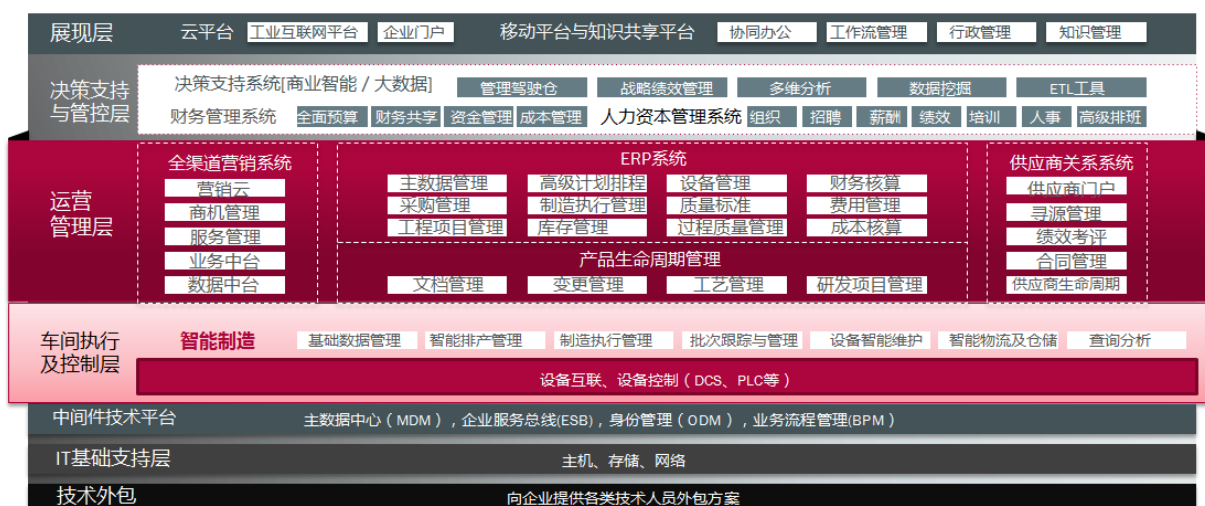 展现层 云平台 工业互联网平台 企业门户 移动平台与知识共享平台 协同办公 工作流管理 行政管理 知识管理
决策支持与管控层
决策支持系统[商业智能 / 大数据] 管理驾驶仓 战略绩效管理 多维分析 数据挖掘 ETL工具
财务管理系统 全面预算 财务共享 资金管理 成本管理 人力资本管理系统 组织 招聘 薪酬 绩效 培训 人事 高级排班
运营
管理层
全渠道营销系统
营销云
商机管理
服务管理
业务中台
数据中台
ERP系统
主数据管理 高级计划排程 设备管理 财务核算
采购管理 制造执行管理 质量标准 费用管理
工程项目管理 库存管理 过程质量管理 成本核算
产品生命周期管理
文档管理 变更管理 工艺管理 研发项目管理
供应商关系系统
供应商门户
寻源管理
绩效考评
合同管理
供应商生命周期
车间执行
及控制层
智能制造 基础数据管理 智能排产管理 制造执行管理 批次跟踪与管理 设备智能维护 智能物流及仓储 查询分析
设备互联、设备控制（DCS、PLC等）
中间件技术平台 主数据中心（MDM），企业服务总线(ESB)，身份管理（ODM），业务流程管理(BPM)
IT基础支持层 主机、存储、网络
技术外包 向企业提供各类技术人员外包方案